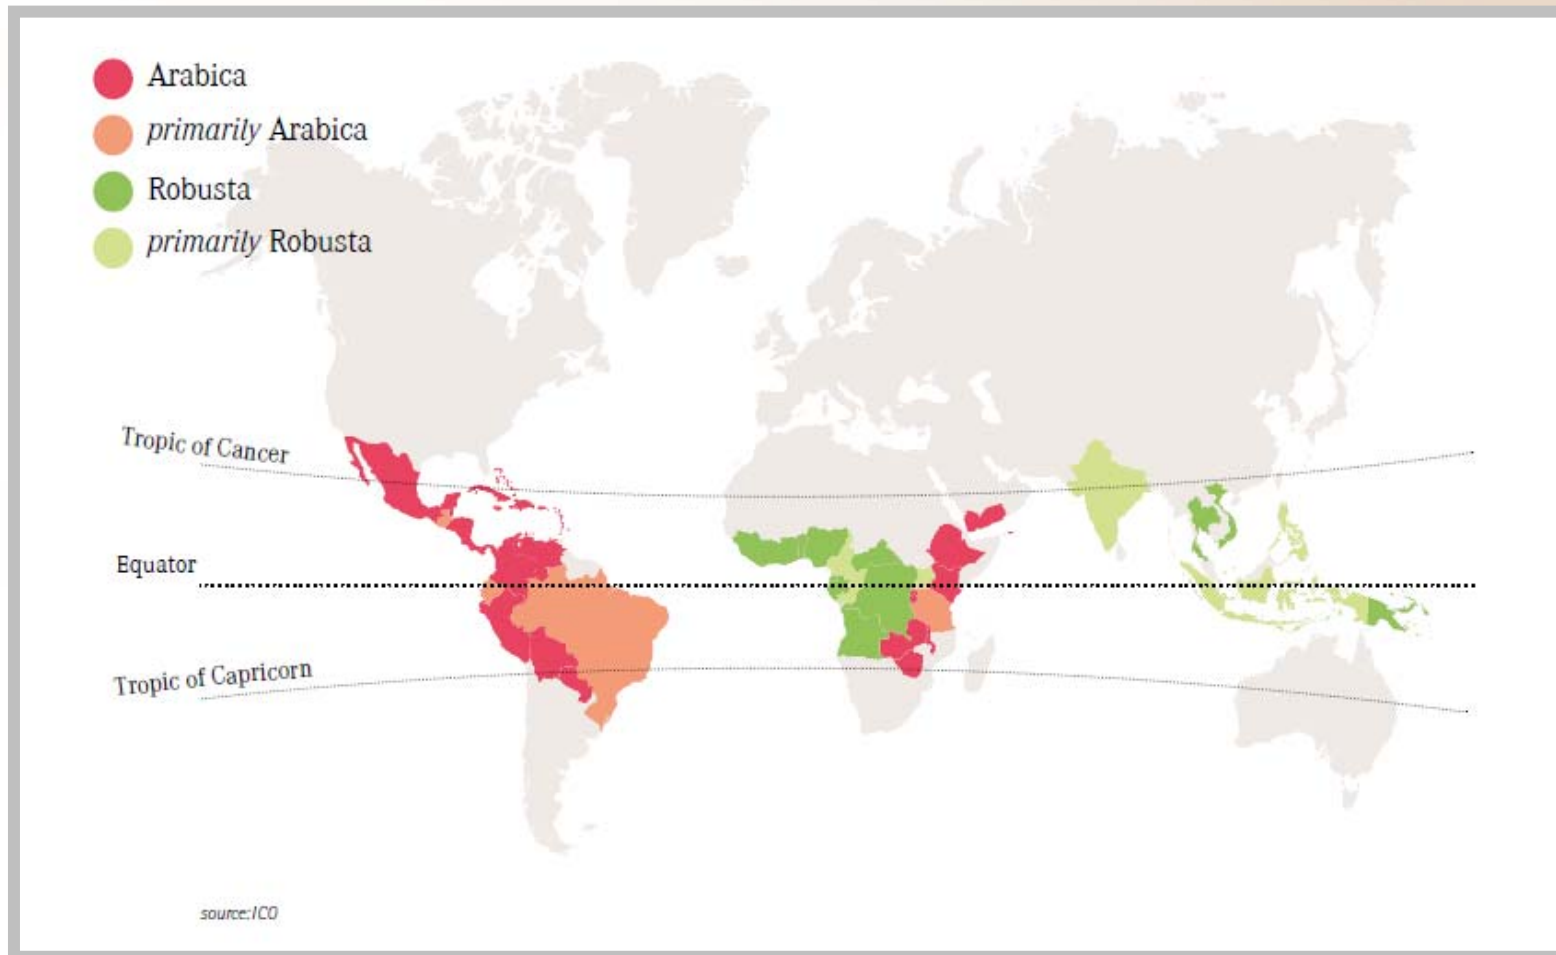 Arabica
primarily Arabica
Robusta
primarily Robusta
Tropic of Cancer
Equator
Tropic of Capricorn
source:ICO